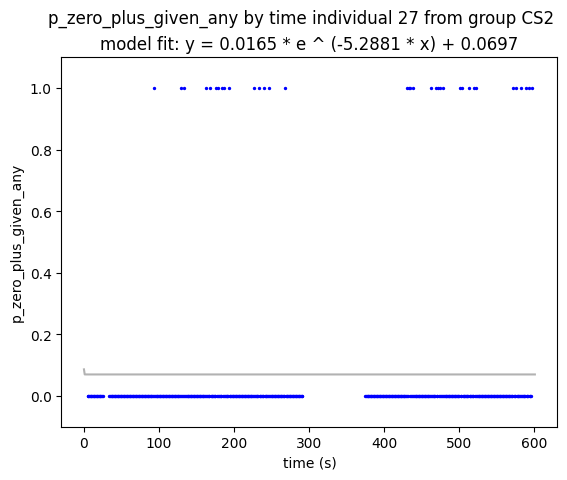 p_zero_plus_given_any by time individual 27 from group CS2
model fit: y = 0.0165 * e ^ (-5.2881 * x) + 0.0697
1.0
0.8
0.6
0.4
0.2
0.0
p_zero_plus_given_any
0 100 200 300 400 500 600
time (s)